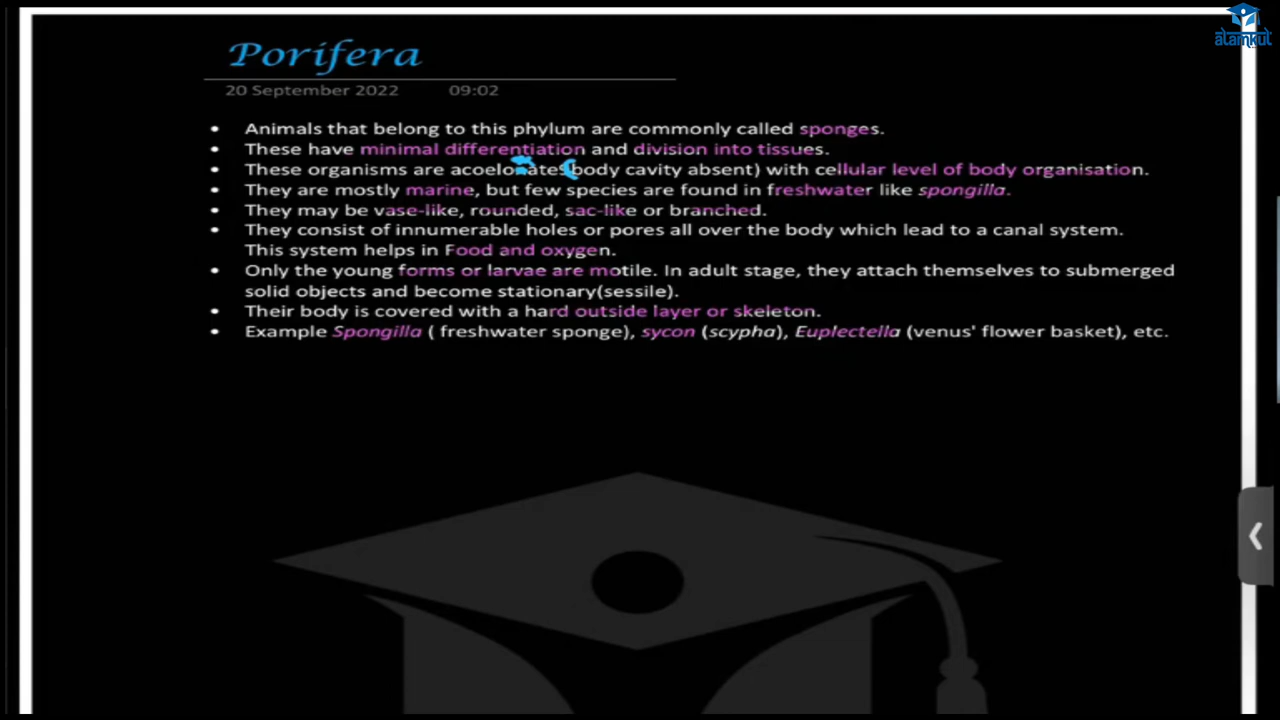 alamkul
Porifera
20 September 2022 09:02
• Animals that belong to this phylum are commonly called sponges.
• These have minimal differentiation and division into tissues.
• These organisms are acoelomates(body cavity absent) with cellular level of body organisation.
• They are mostly marine, but few species are found in freshwater like spongilla.
• They may be vase-like, rounded, sac-like or branched.
• They consist of innumerable holes or pores all over the body which lead to a canal system.
This system helps in Food and oxygen.
• Only the young forms or larvae are motile. In adult stage, they attach themselves to submerged
solid objects and become stationary(sessile).
• Their body is covered with a hard outside layer or skeleton.
• Example Spongilla ( freshwater sponge), sycon (scypha), Euplectella (venus' flower basket), etc.